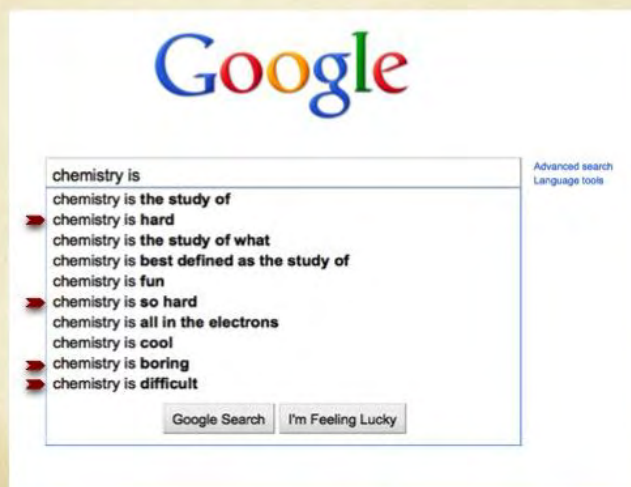 Google
chemistry is
Advanced search
Language tools
chemistry is the study of
chemistry is hard
chemistry is the study of what
chemistry is best defined as the study of
chemistry is fun
chemistry is so hard
chemistry is all in the electrons
chemistry is cool
chemistry is boring
chemistry is difficult
Google Search
I'm Feeling Lucky